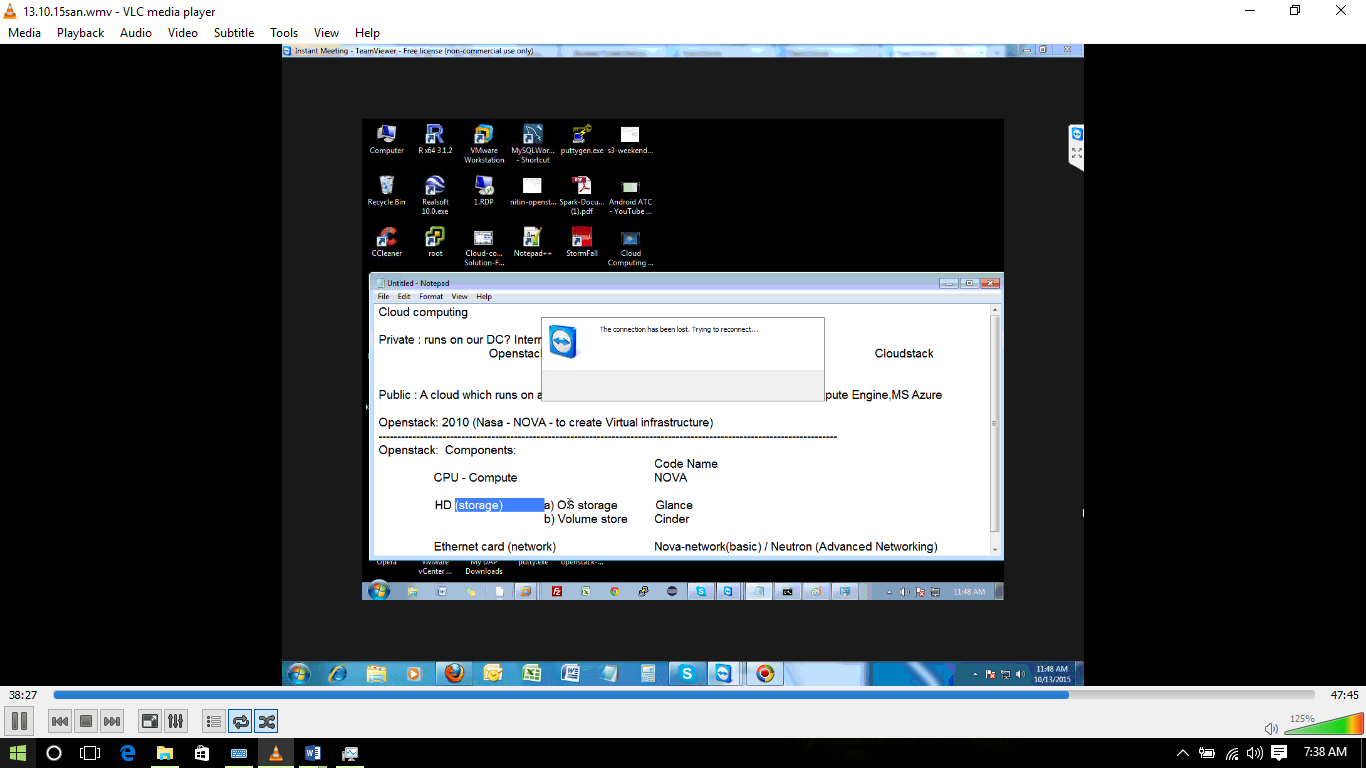 13.10.15san.wmv - VLC media player
Media Playback Audio Video Subtitle Tools View Help
Instant Meeting - TeamViewer - Free license (non-commercial use only)
Computer R x64 3.1.2 VMware Workstation MySQLWor... - Shortcut puttygen.exe s3-weekend...
Recycle Bin Realsoft 10.0.exe 1.RDP nitin-openst... Spark-Docu... (1).pdf Android ATC - YouTube ...
CCleaner root Cloud-co... Solution-F... Notepad++ StormFall Cloud Computing ...
Untitled - Notepad
File Edit Format View Help
Cloud computing
The connection has been lost. Trying to reconnect...
Private : runs on our DC? Intern
Openstac Cloudstack
Public : A cloud which runs on a pute Engine,MS Azure
Openstack: 2010 (Nasa - NOVA - to create Virtual infrastructure)
Openstack: Components:
Code Name
CPU - Compute NOVA
HD (storage) a) OS storage Glance
b) Volume store Cinder
Ethernet card (network) Nova-network(basic) / Neutron (Advanced Networking)
Opera VMware vCenter ... My DAP Downloads putty.exe openstack-...
11:48 AM
11:48 AM
10/13/2015
38:27 47:45
125%
7:38 AM